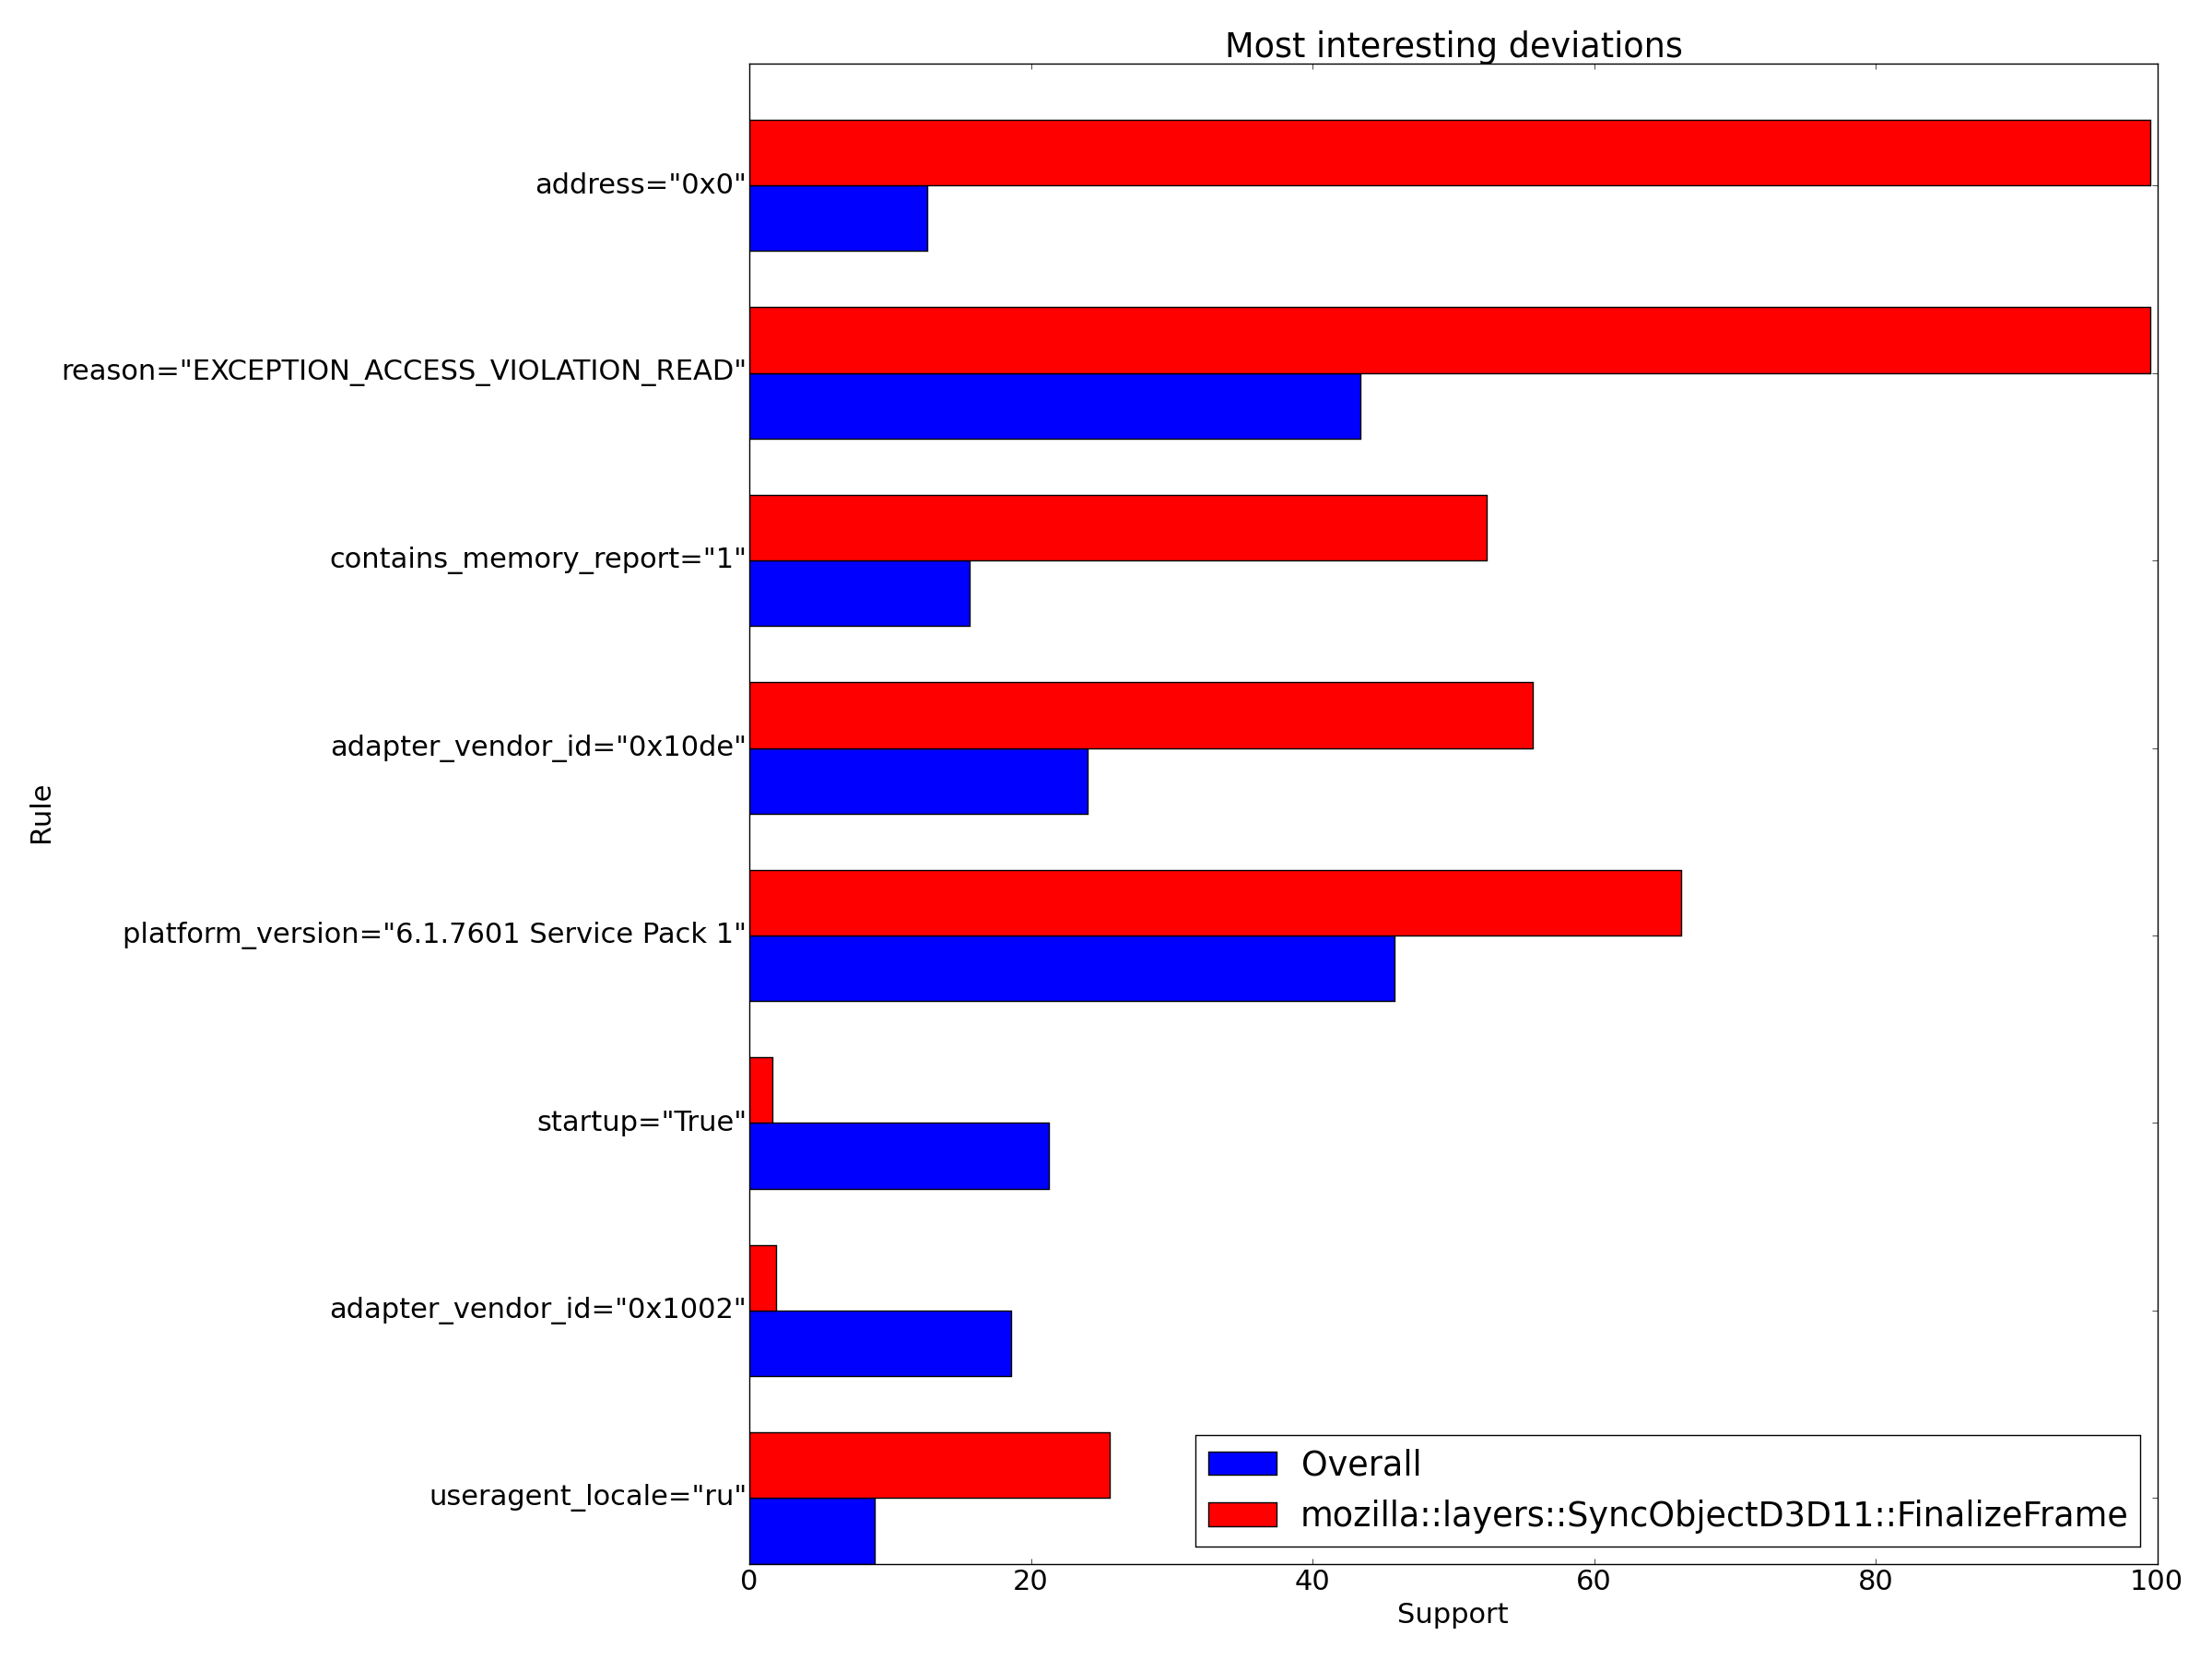 Most interesting deviations
address="0x0"
reason="EXCEPTION_ACCESS_VIOLATION_READ"
contains_memory_report="1"
adapter_vendor_id="0x10de"
Rule
platform_version="6.1.7601 Service Pack 1"
startup="True"
adapter_vendor_id="0x1002"
useragent_locale="ru"
Overall
mozilla::layers::SyncObjectD3D11::FinalizeFrame
0 20 40 60 80 100
Support